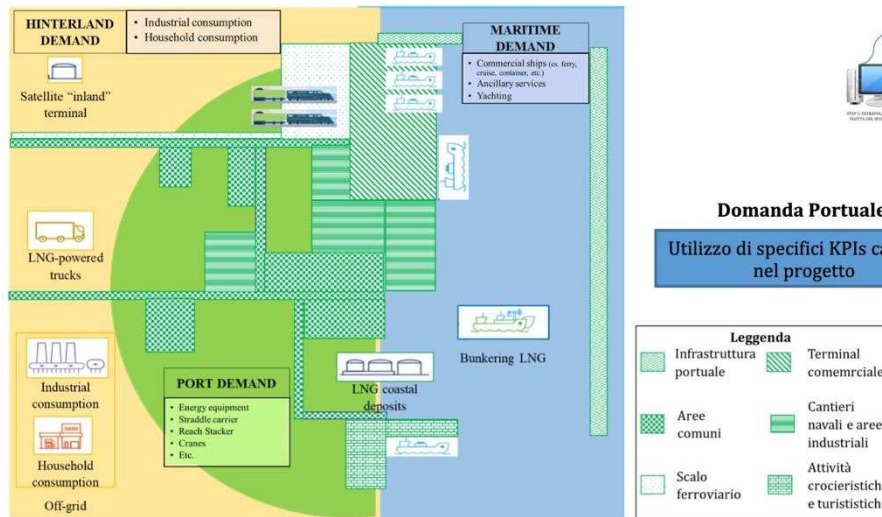 HINTERLAND
DEMAND
• Industrial consumption
• Household consumption
Satellite “inland”
terminal
MARITIME
DEMAND
• Commercial ships (es. ferry,
cruise, container, etc.)
• Ancillary services
• Yachting
LNG-powered
trucks
Industrial
consumption
Household
consumption
Off-grid
PORT DEMAND
• Energy equipment
• Straddle carrier
• Reach Stacker
• Cranes
• Etc.
LNG coastal
deposits
Bunkering LNG
Domanda Portuale
Utilizzo di specifici KPIs
nel progetto
Leggenda
Infrastruttura
portuale
Terminal
comemrciale
Aree
comuni
Cantieri
navali e aree
industriali
Scalo
ferroviario
Attività
crocieristich
e turististich